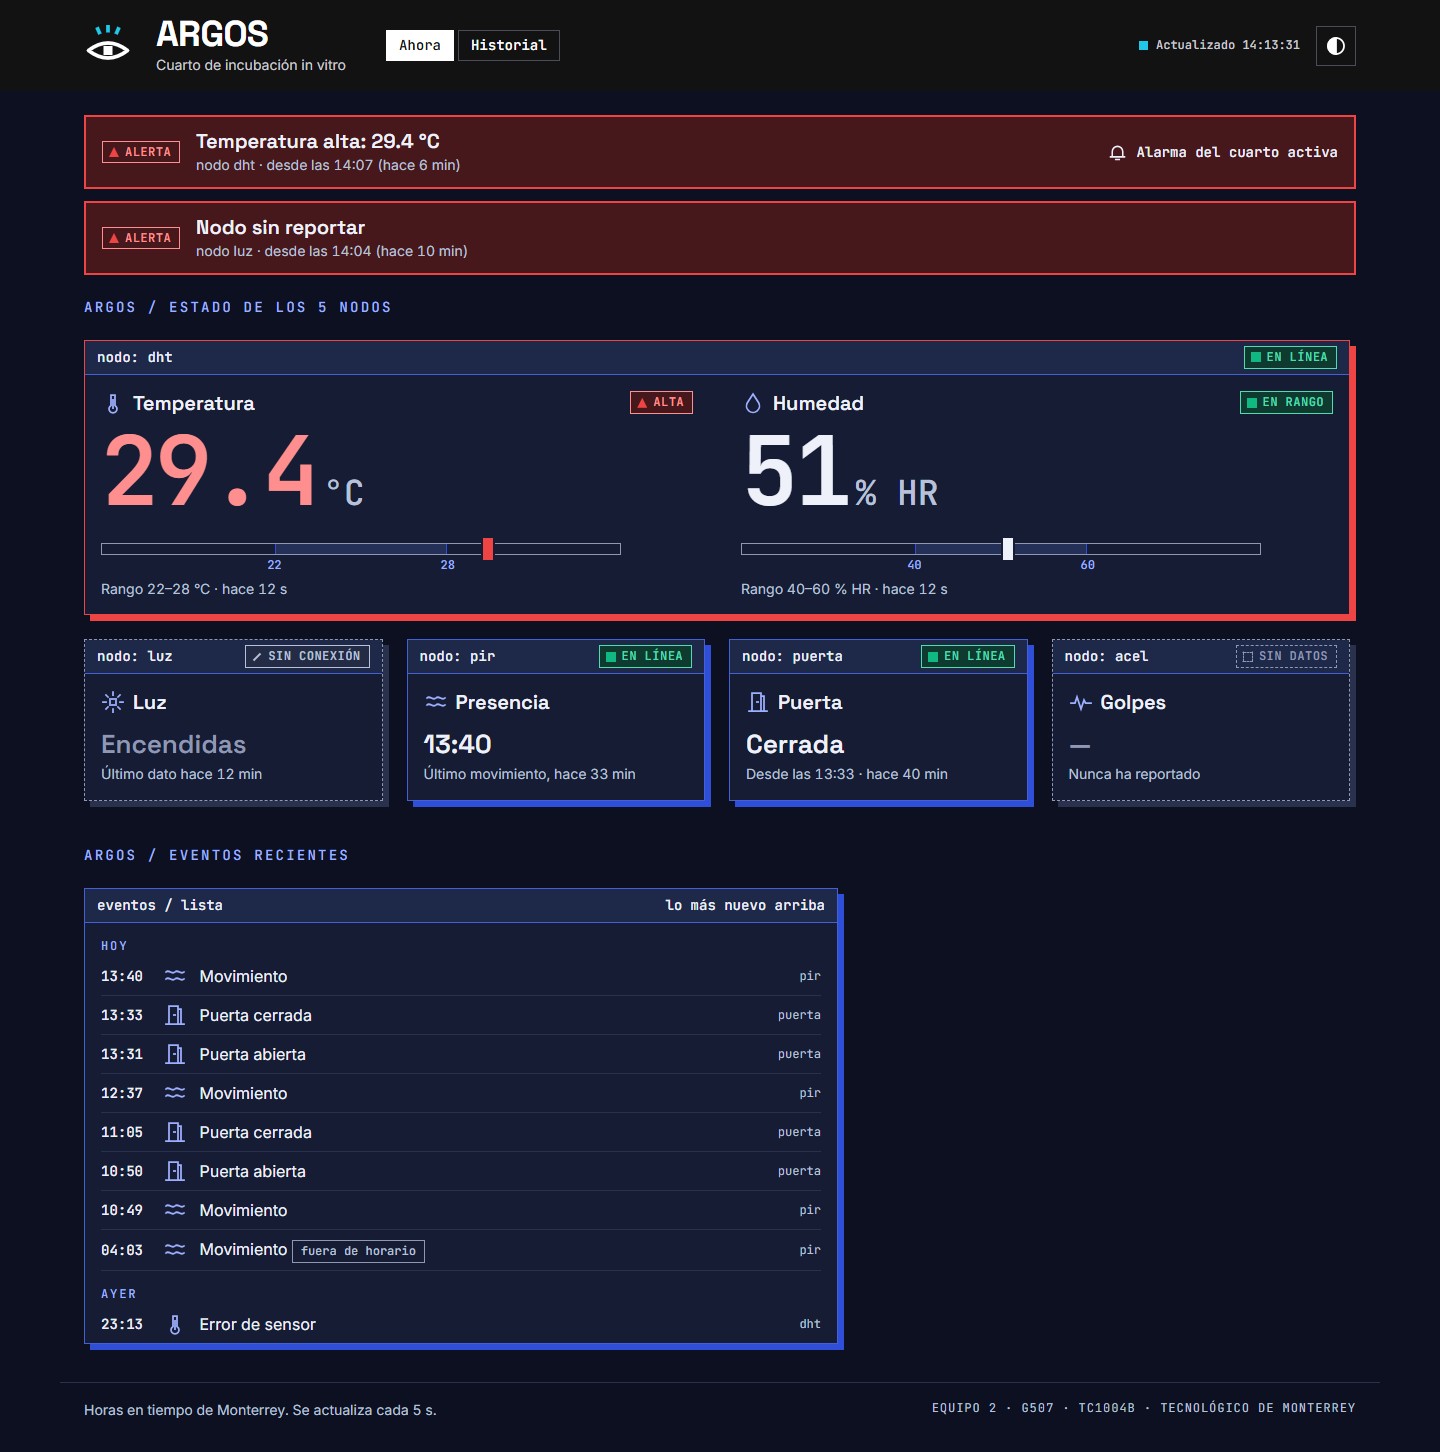 ARGOS
Cuarto de incubación in vitro
Ahora
Historial
Actualizado 14:13:31
ALERTA
Temperatura alta: 29.4 °C
nodo dht · desde las 14:07 (hace 6 min)
Alarma del cuarto activa
ALERTA
Nodo sin reportar
nodo luz · desde las 14:04 (hace 10 min)
ARGOS / ESTADO DE LOS 5 NODOS
nodo: dht
EN LÍNEA
Temperatura
ALTA
29.4 °C
22
28
Rango 22–28 °C · hace 12 s
Humedad
EN RANGO
51 % HR
40
60
Rango 40–60 % HR · hace 12 s
nodo: luz
SIN CONEXIÓN
Luz
Encendidas
Último dato hace 12 min
nodo: pir
EN LÍNEA
Presencia
13:40
Último movimiento, hace 33 min
nodo: puerta
EN LÍNEA
Puerta
Cerrada
Desde las 13:33 · hace 40 min
nodo: acel
SIN DATOS
Golpes
—
Nunca ha reportado
ARGOS / EVENTOS RECIENTES
eventos / lista
lo más nuevo arriba
HOY
13:40 Movimiento pir
13:33 Puerta cerrada puerta
13:31 Puerta abierta puerta
12:37 Movimiento pir
11:05 Puerta cerrada puerta
10:50 Puerta abierta puerta
10:49 Movimiento pir
04:03 Movimiento fuera de horario pir
AYER
23:13 Error de sensor dht
Horas en tiempo de Monterrey. Se actualiza cada 5 s.
EQUIPO 2 · G507 · TC1004B · TECNOLÓGICO DE MONTERREY